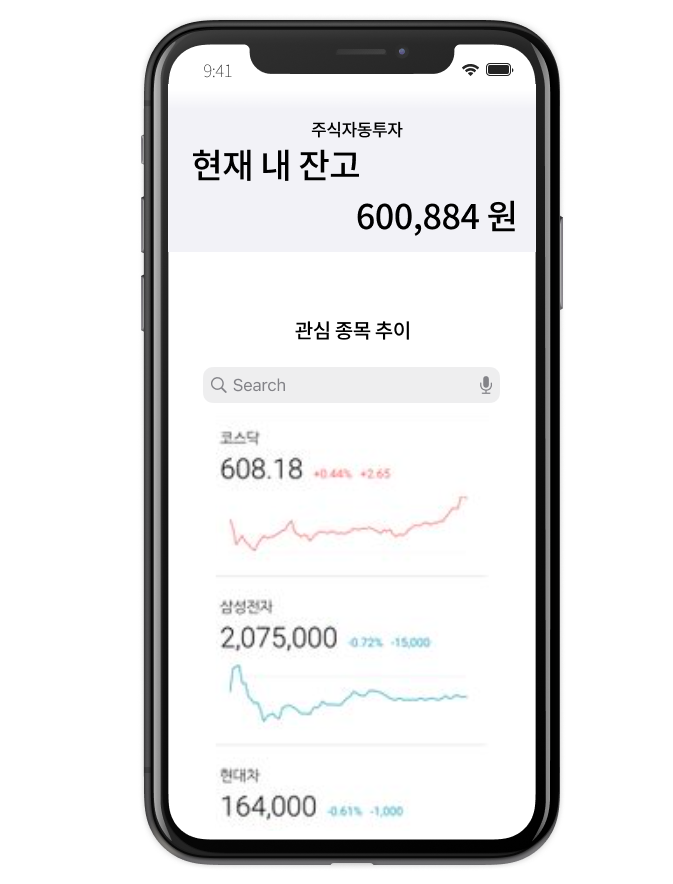 9:41
주식자동투자
현재 내 잔고
600,884 원
관심 종목 추이
Search
코스닥
608.18 +0.44% +2.65
삼성전자
2,075,000 -0.72% -15,000
현대차
164,000 -0.61% -1,000